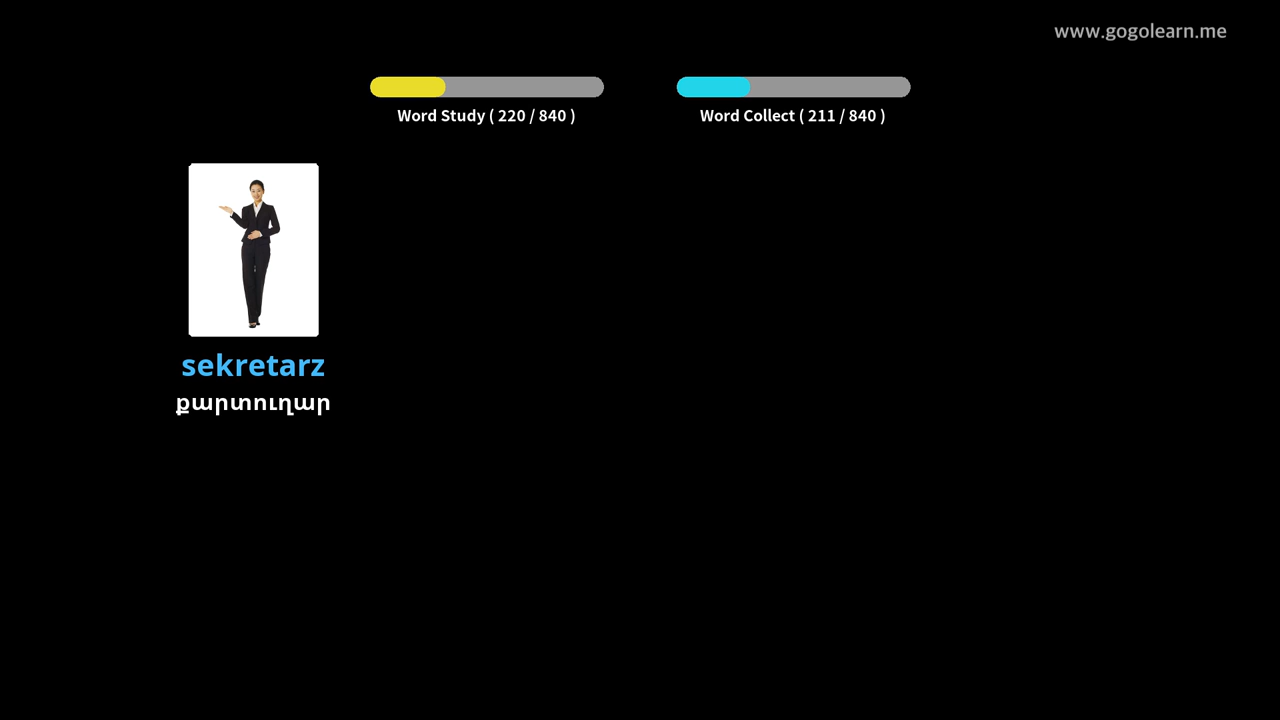 www.gogolearn.me
Word Study ( 220 / 840 )
Word Collect ( 211 / 840 )
sekretarz
քարտուղար